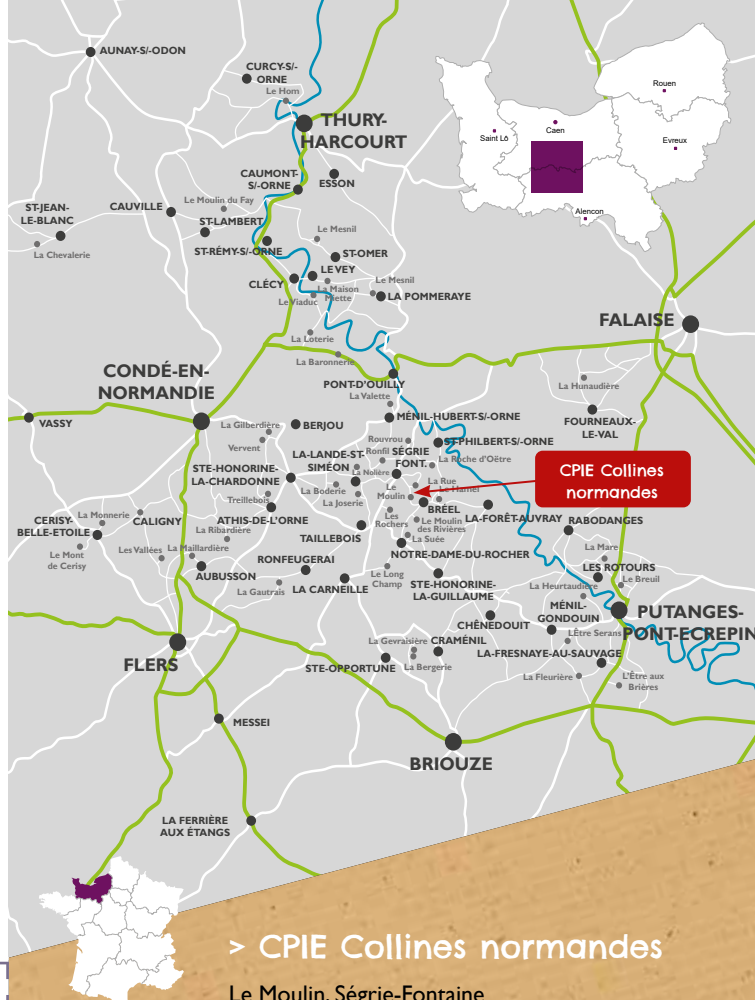 AUNAY-S/-ODON
CURCY-S/-
ORNE
Le Hom
THURY-
HARCOURT
Rouen
Caen
Saint Lô
Evreux
Alencon
CAUMONT-
S/-ORNE
ESSON
ST-JEAN-
LE-BLANC
La Chevalerie
CAUVILLE
Le Moulin du Fay
ST-LAMBERT
ST-RÉMY-S/-ORNE
Le Mesnil
ST-OMER
LE VEY
CLÉCY
La Maison
Miette
Le Viaduc
Le Mesnil
LA POMMERAYE
La Loterie
La Baronnerie
FALAISE
CONDÉ-EN-
NORMANDIE
PONT-D'OUILLY
La Valette
La Hunaudière
VASSY
La Gilberdière
Vervent
BERJOU
MÉNIL-HUBERT-S/-ORNE
FOURNEAUX-
LE-VAL
Rouvrou
ST-PHILBERT-S/-ORNE
LA-LANDE-ST-
SIMÉON
Ronfil
SÉGRIE
FONT.
La Roche d'Oëtre
CPIE Collines
normandes
STE-HONORINE-
LA-CHARDONNE
La Nolière
La Boderie
La Joserie
Le
Moulin
La Rue
Le Hamel
Treillebois
BRÉEL
LA-FORÊT-AUVRAY
RABODANGES
CERISY-
BELLE-ETOILE
La Monnerie
CALIGNY
ATHIS-DE-L'ORNE
La Ribardière
TAILLEBOIS
Les
Rochers
Le Moulin
des Rivières
La Suée
Le Mont
de Cerisy
Les Vallées
La Maillardière
AUBUSSON
RONFEUGERAI
NOTRE-DAME-DU-ROCHER
La Mare
LES ROTOURS
Le Breuil
La Gautrais
LA CARNEILLE
Le Long
Champ
STE-HONORINE-
LA-GUILLAUME
La Heurtaudière
MÉNIL-
GONDOUIN
PUTANGES-
PONT-ECREPIN
CHÊNEDOUIT
LÊtre Serans
FLERS
La Gevraisière
CRAMÉNIL
LA-FRESNAYE-AU-SAUVAGE
STE-OPPORTUNE
La Bergerie
La Fleurière
L'Être aux
Brières
MESSEI
BRIOUZE
LA FERRIÈRE
AUX ÉTANGS
> CPIE Collines normandes
Le Moulin, Ségrie-Fontaine